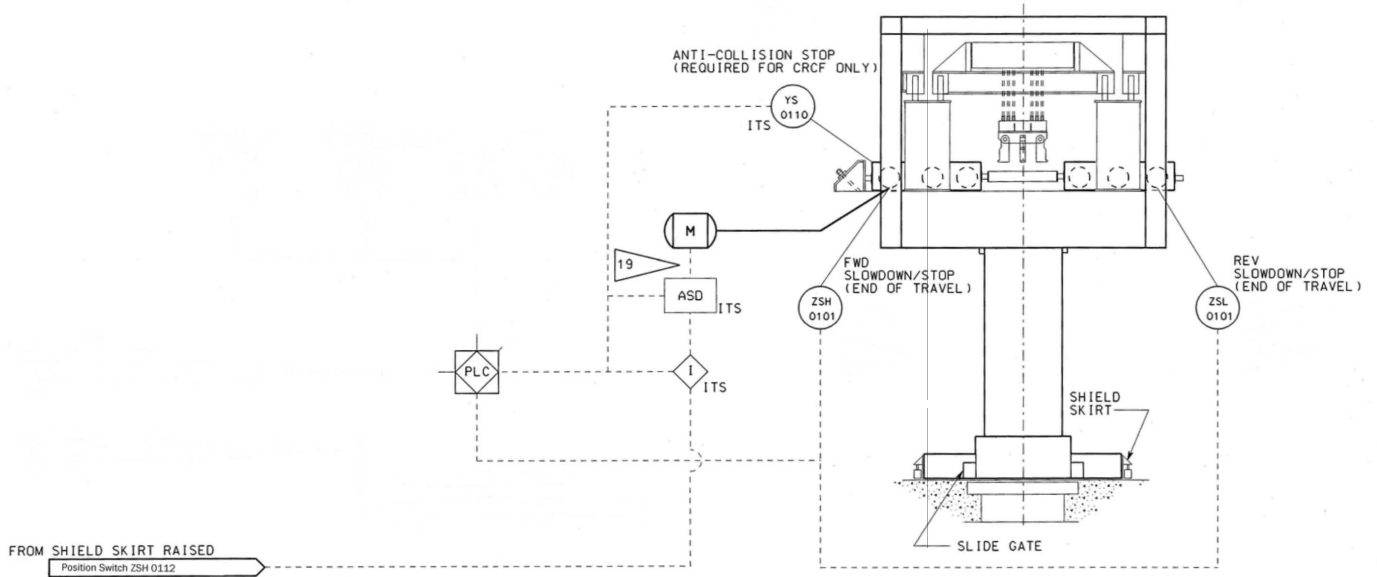 ANTI-COLLISION STOP
(REQUIRED FOR CRCF ONLY)
YS
0110
ITS
M
19
ASD
ITS
FWD
SLOWDOWN/STOP
(END OF TRAVEL)
ZSH
0101
REV
SLOWDOWN/STOP
(END OF TRAVEL)
ZSL
0101
PLC
I
ITS
SHIELD
SKIRT
SLIDE GATE
FROM SHIELD SKIRT RAISED
Position Switch ZSH 0112